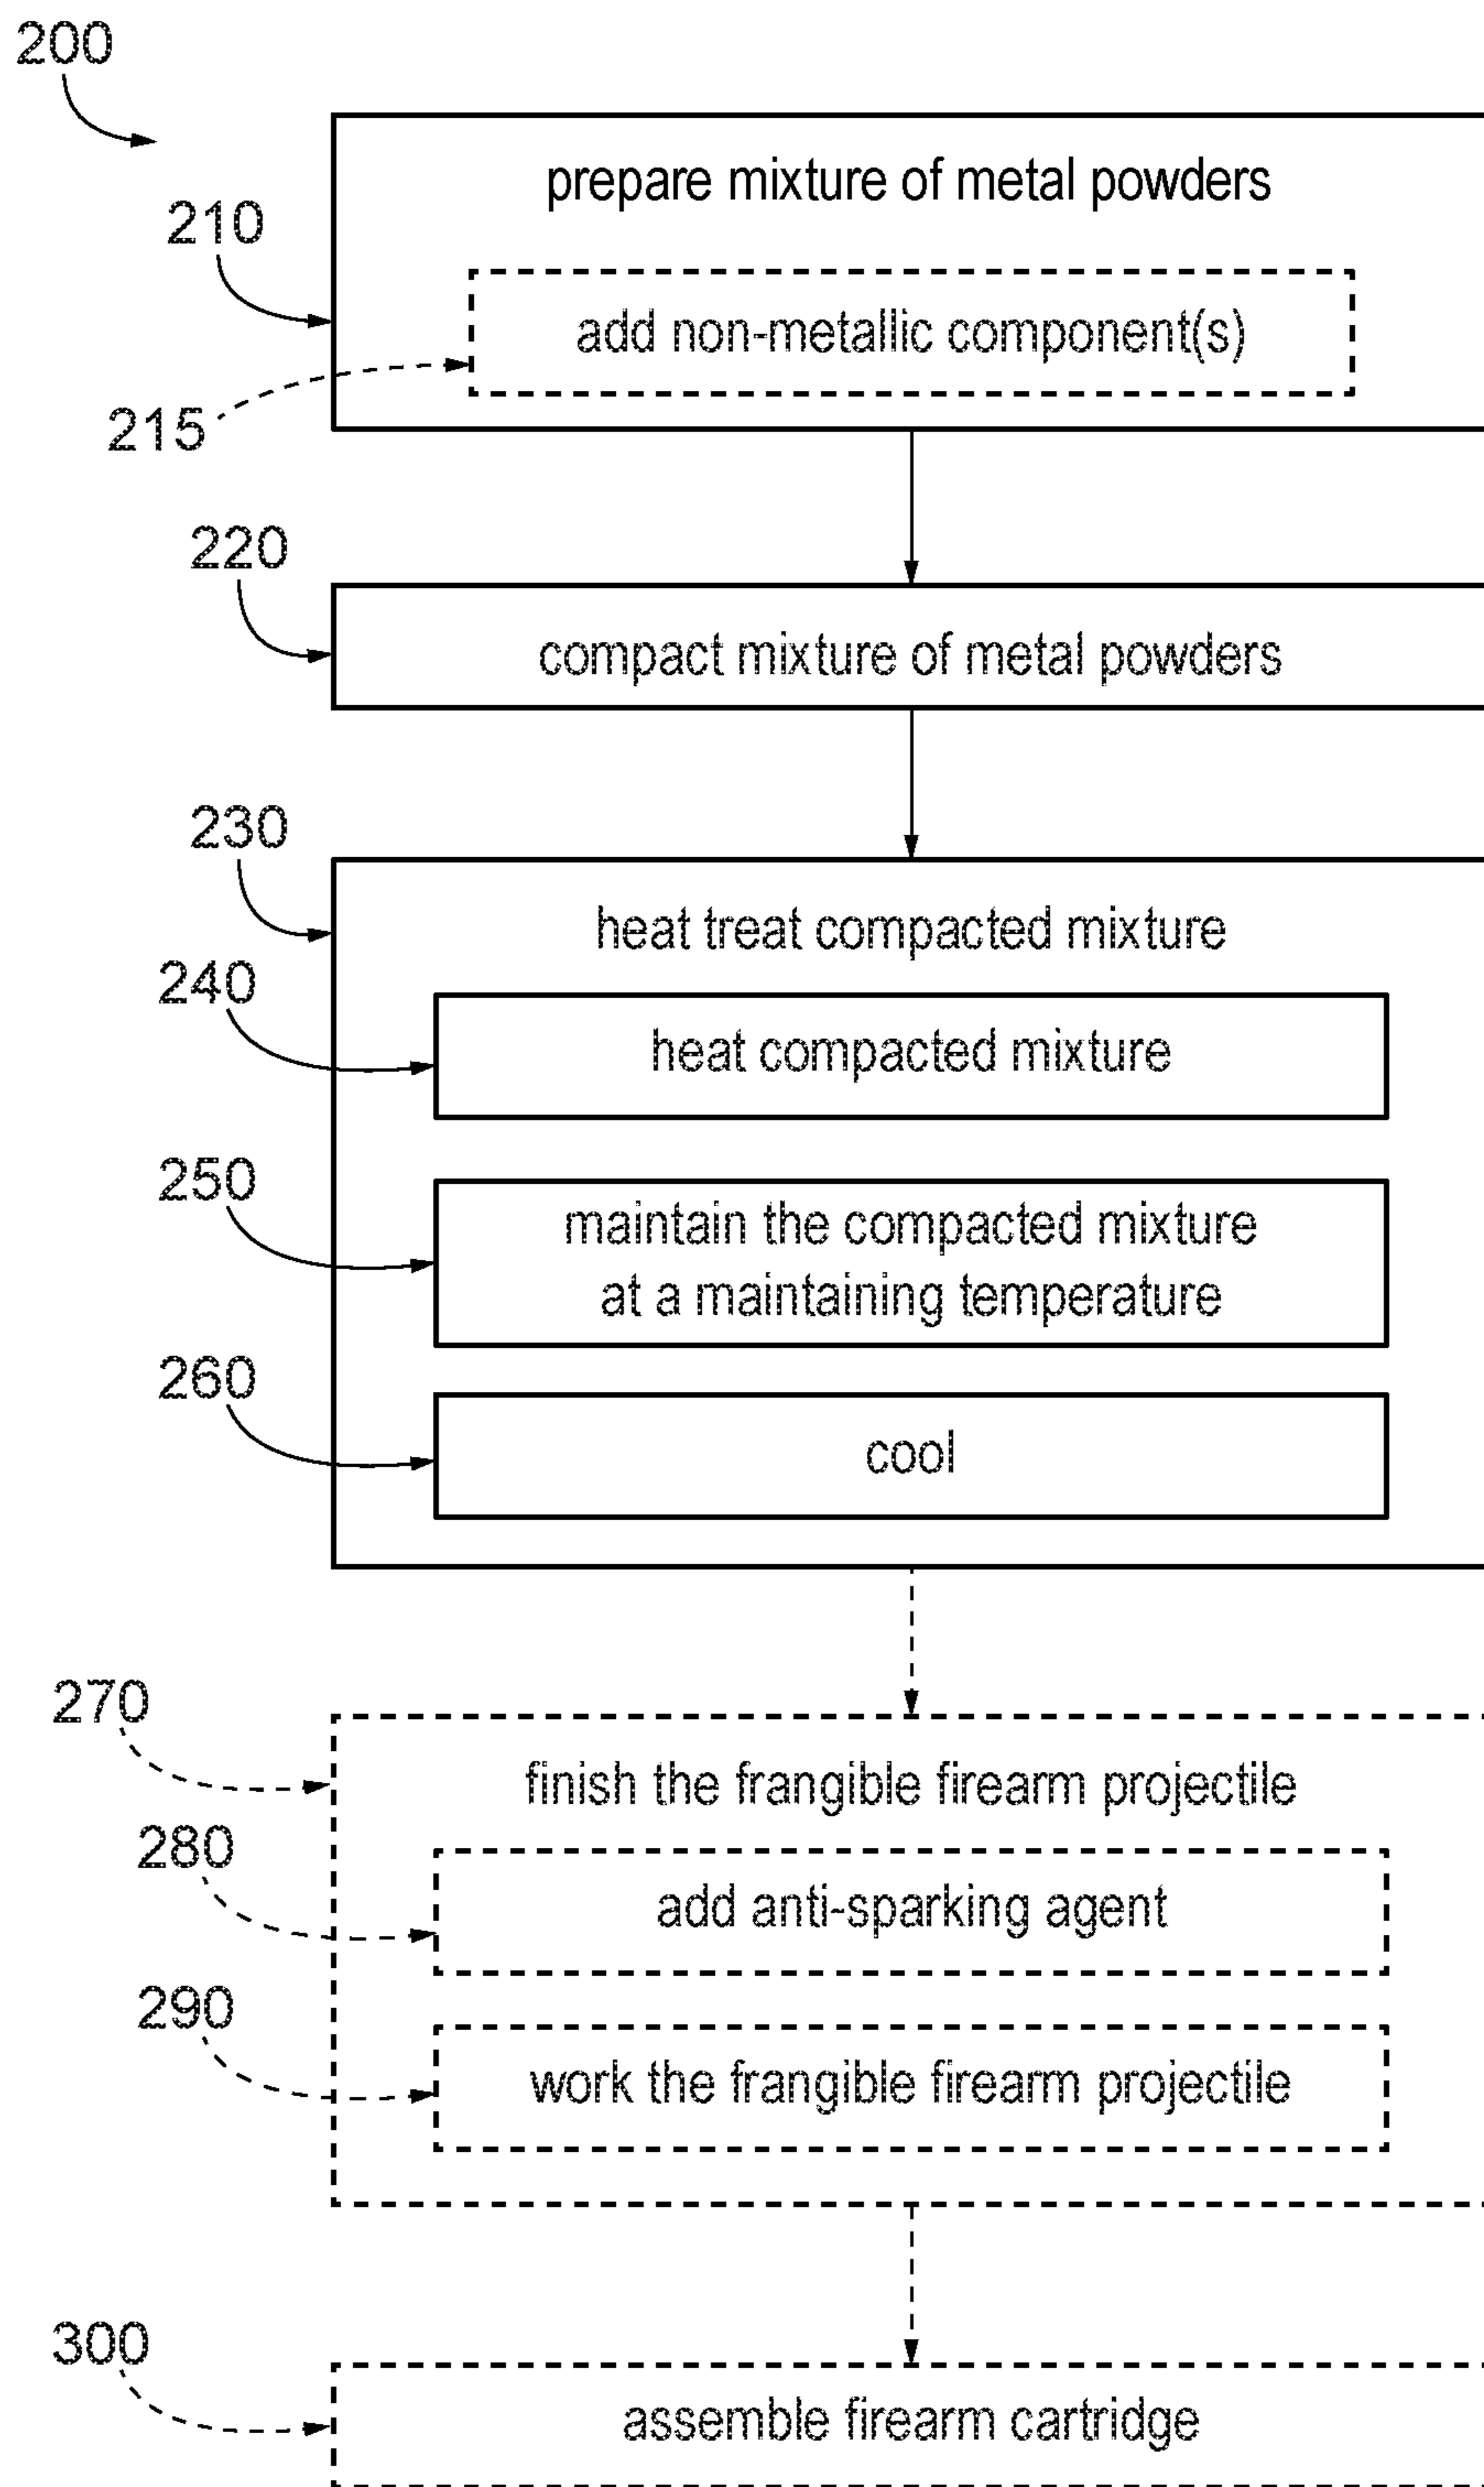 200
prepare mixture of metal powders
210
add non-metallic component(s)
215
220
compact mixture of metal powders
230
heat treat compacted mixture
240
heat compacted mixture
250
maintain the compacted mixture
at a maintaining temperature
260
cool
270
finish the frangible firearm projectile
280
add anti-sparking agent
290
work the frangible firearm projectile
300
assemble firearm cartridge